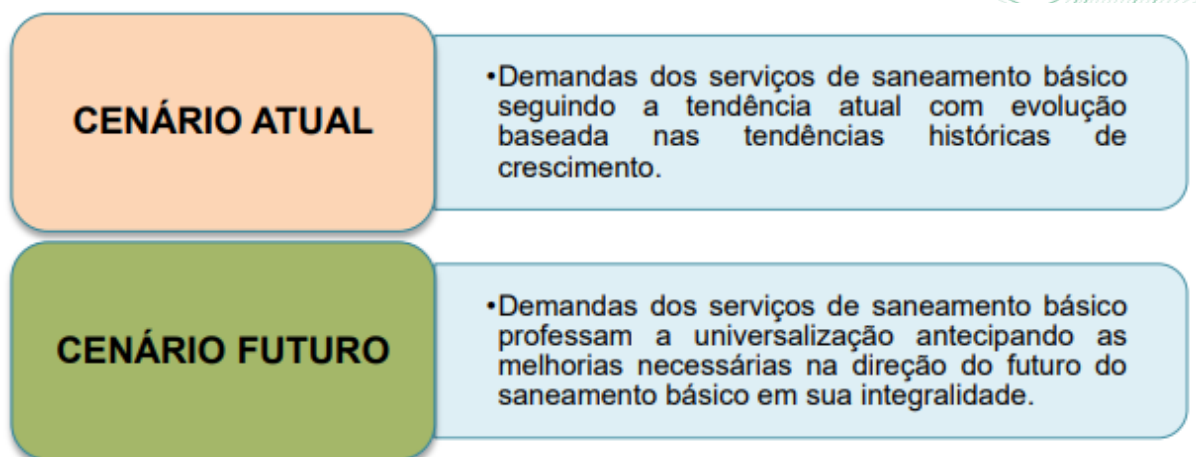 CENÁRIO ATUAL
•Demandas dos serviços de saneamento básico
seguindo a tendência atual com evolução
baseada nas tendências históricas de
crescimento.
CENÁRIO FUTURO
•Demandas dos serviços de saneamento básico
professam a universalização antecipando as
melhorias necessárias na direção do futuro do
saneamento básico em sua integralidade.